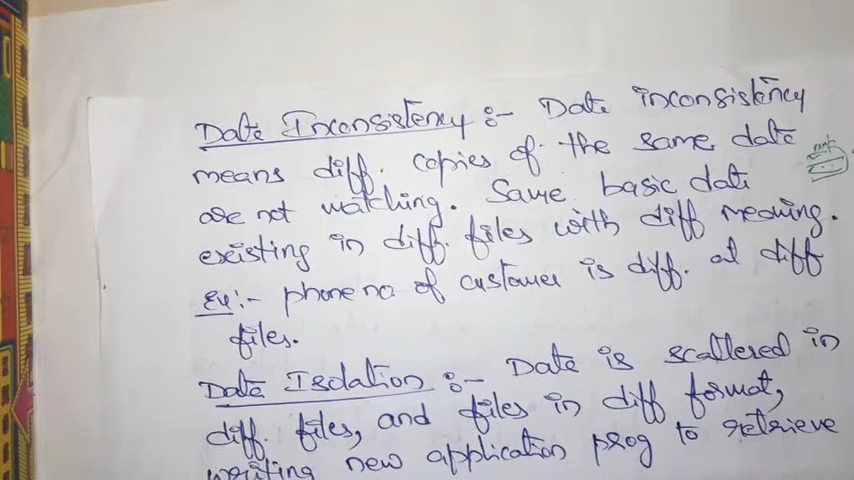 Data Inconsistency :- Data inconsistency
means diff. copies of the same data
are not matching. Same basic data
existing in diff. files with diff meaning.
Ex:- phone no of customer is diff. at diff
files.
Data Isolation :- Data is scattered in
diff. files, and files in diff format,
writing new application prog to retrieve